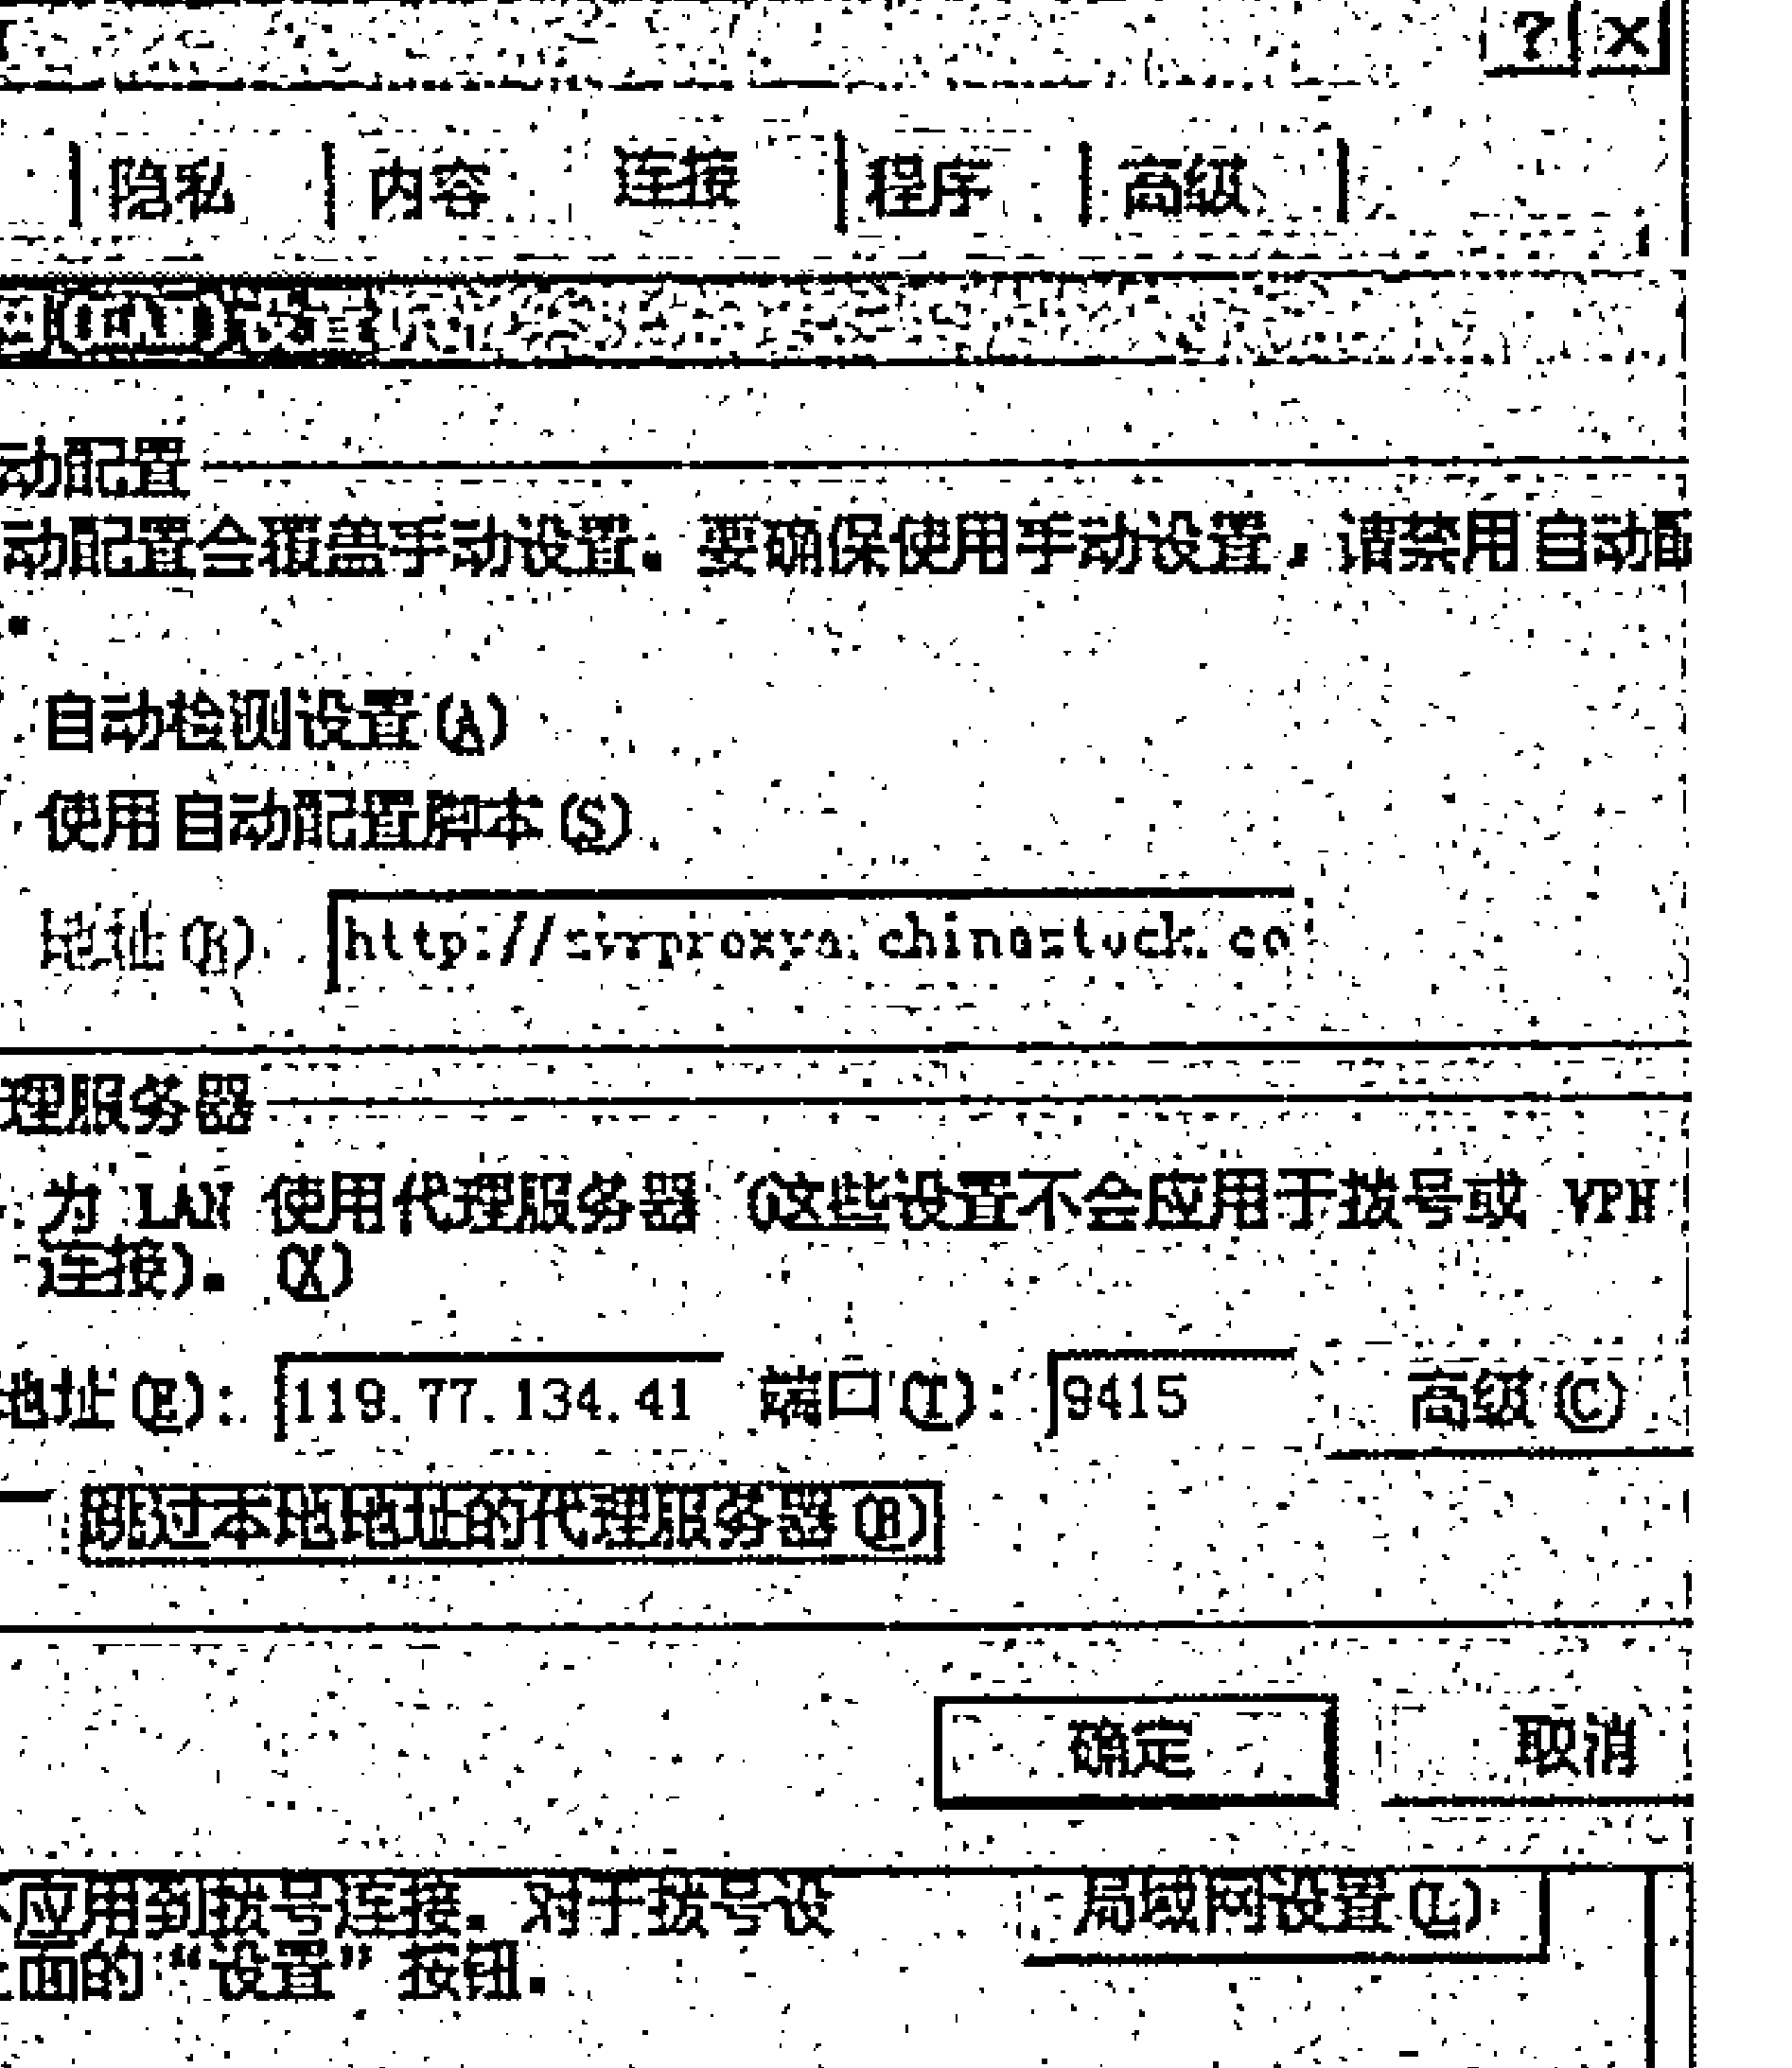 隐私 内容 连接 程序 高级
动配置
动配置会覆盖手动设置。要确保使用手动设置，请禁用自动配
。
自动检测设置(A)
使用自动配置脚本(S)
地址(R)
理服务器
为 LAN 使用代理服务器 (这些设置不会应用于拨号或 VPN
连接)。(X)
地址(E): 119.77.134.41 端口(T): 9415 高级(C)
跳过本地地址的代理服务器(B)
确定 取消
应用到拨号连接。对于拨号设 局域网设置(L)
面的“设置”按钮。